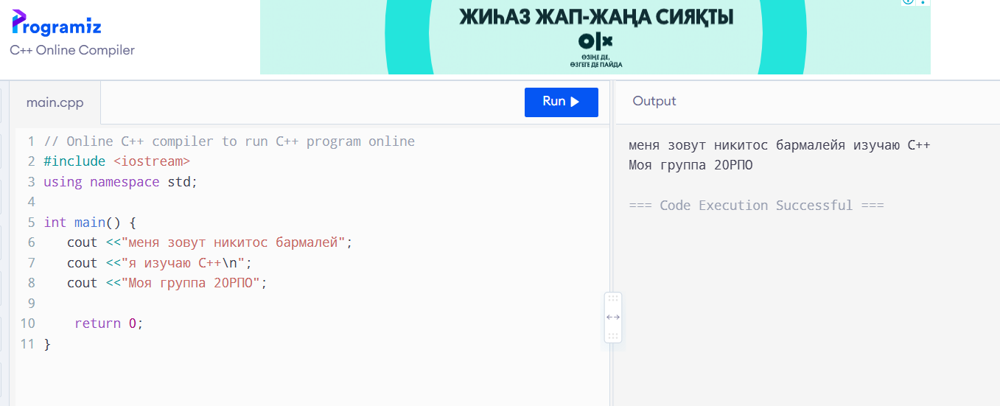 Programiz
C++ Online Compiler
ЖИҺАЗ ЖАП-ЖАҢА СИЯҚТЫ
olx
ӨЗІҢЕ ДЕ,
ӨЗГЕГЕ ДЕ ПАЙДА
main.cpp
Run
Output
1 // Online C++ compiler to run C++ program online
2 #include <iostream>
3 using namespace std;
4
5 int main() {
6 cout <<"меня зовут никитос бармалей";
7 cout <<"я изучаю C++\n";
8 cout <<"Моя группа 20РПО";
9
10 return 0;
11 }
меня зовут никитос бармалейя изучаю C++
Моя группа 20РПО
=== Code Execution Successful ===